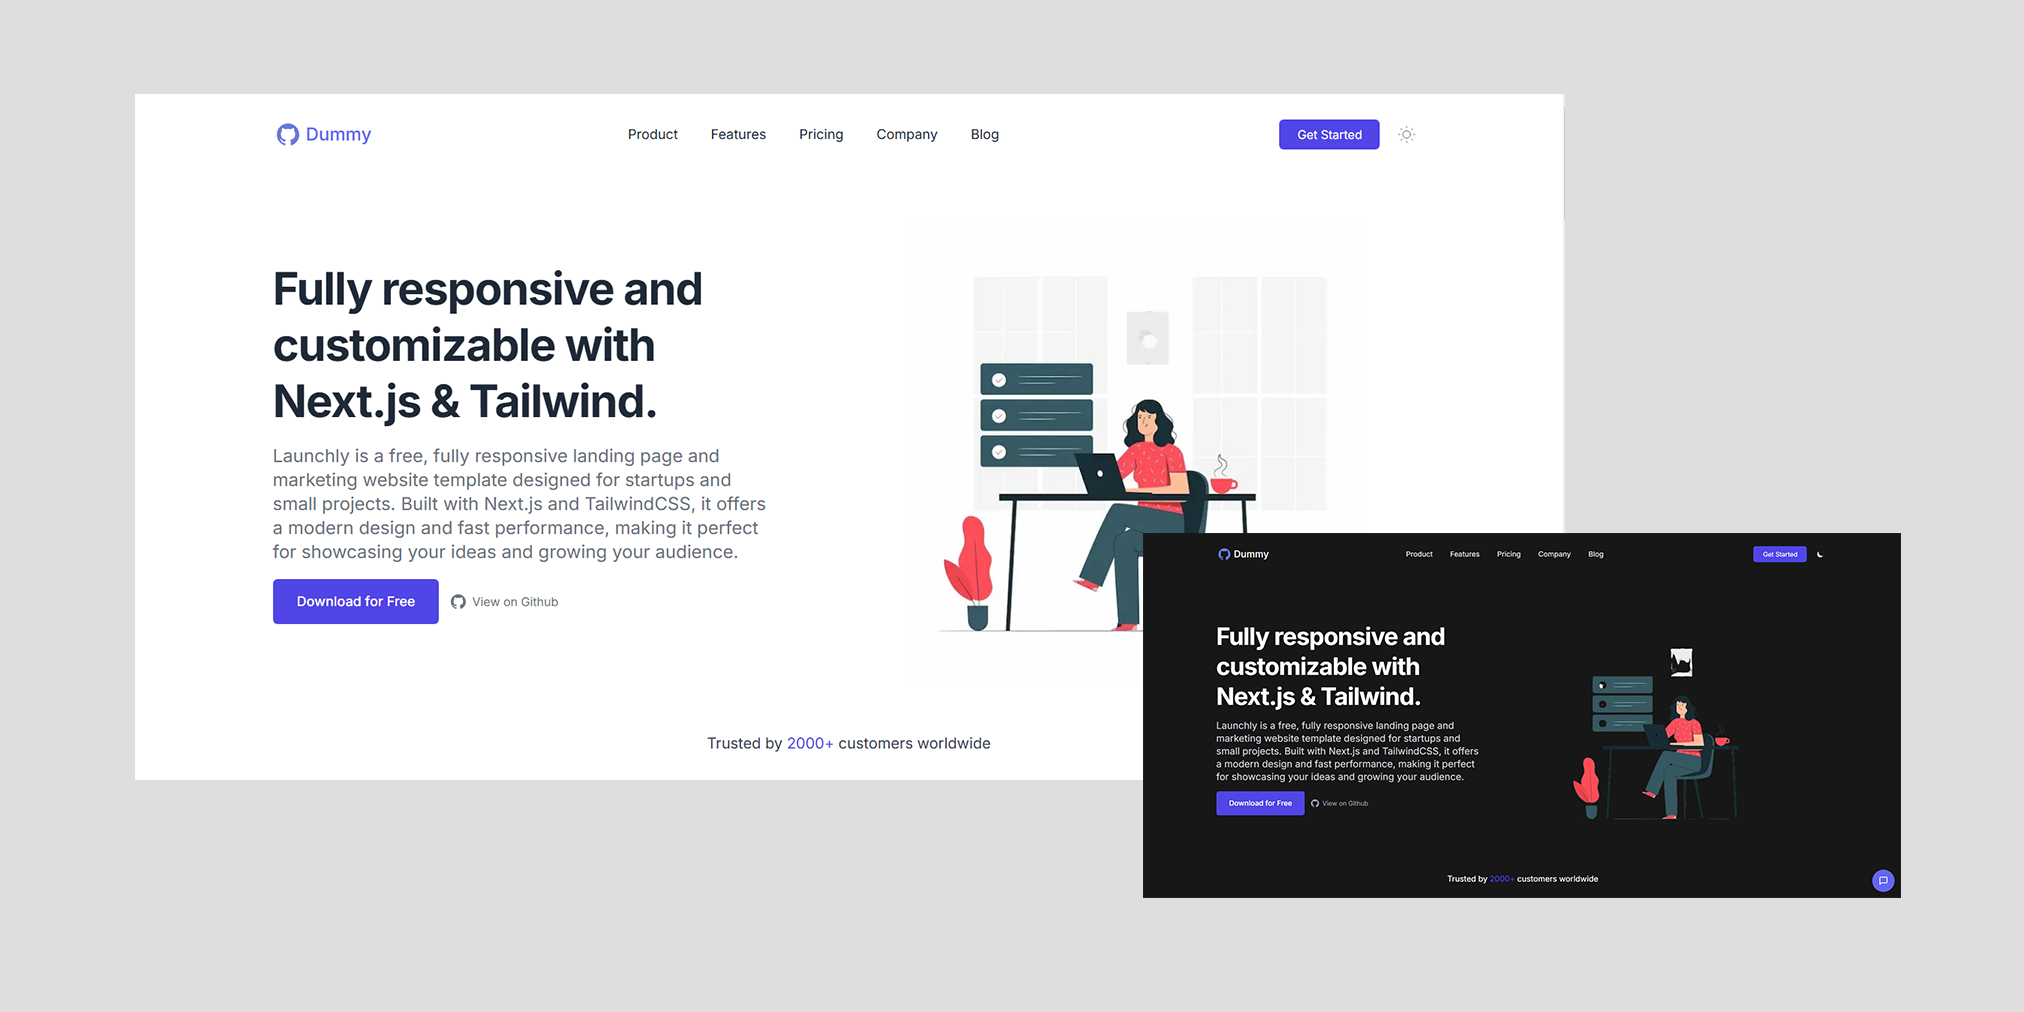 Dummy
Product Features Pricing Company Blog
Get Started
Fully responsive and
customizable with
Next.js & Tailwind.
Launchly is a free, fully responsive landing page and
marketing website template designed for startups and
small projects. Built with Next.js and TailwindCSS, it offers
a modern design and fast performance, making it perfect
for showcasing your ideas and growing your audience.
Download for Free
View on Github
Trusted by 2000+ customers worldwide
Dummy
Product Features Pricing Company Blog
Get Started
Fully responsive and
customizable with
Next.js & Tailwind.
Launchly is a free, fully responsive landing page and
marketing website template designed for startups and
small projects. Built with Next.js and TailwindCSS, it offers
a modern design and fast performance, making it perfect
for showcasing your ideas and growing your audience.
Download for Free
View on Github
Trusted by 2000+ customers worldwide